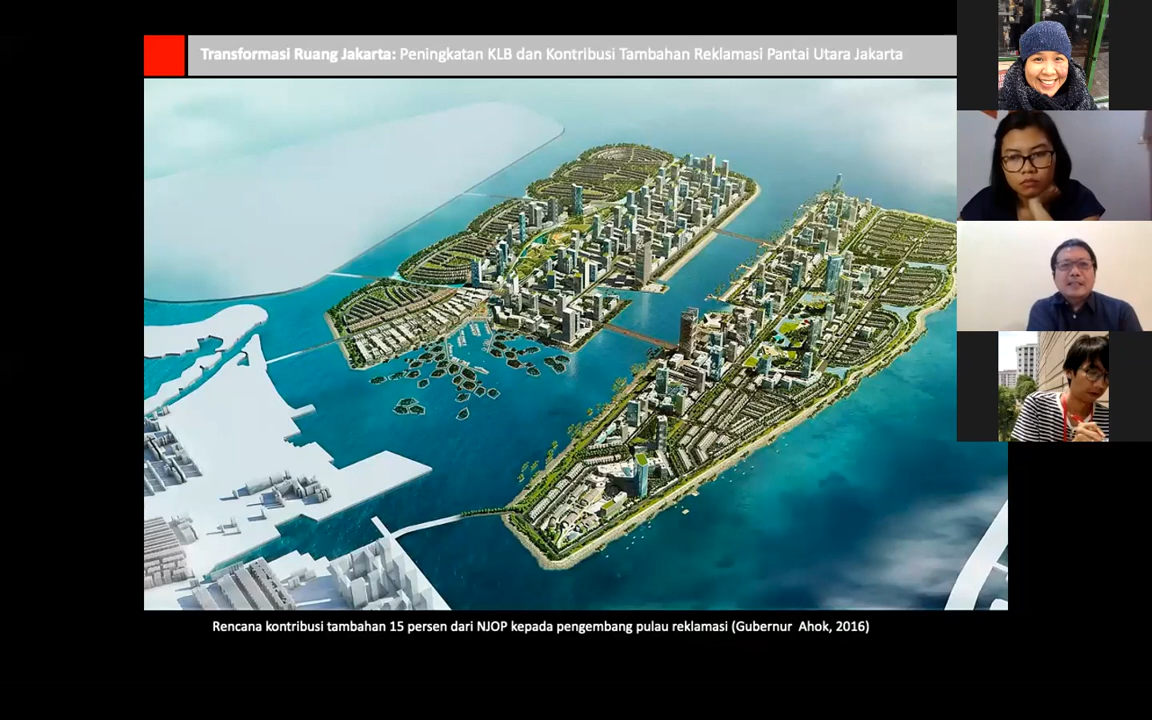 Transformasi Ruang Jakarta: Peningkatan KLB dan Kontribusi Tambahan Reklamasi Pantai Utara Jakarta
Rencana kontribusi tambahan 15 persen dari NJOP kepada pengembang pulau reklamasi (Gubernur Ahok, 2016)